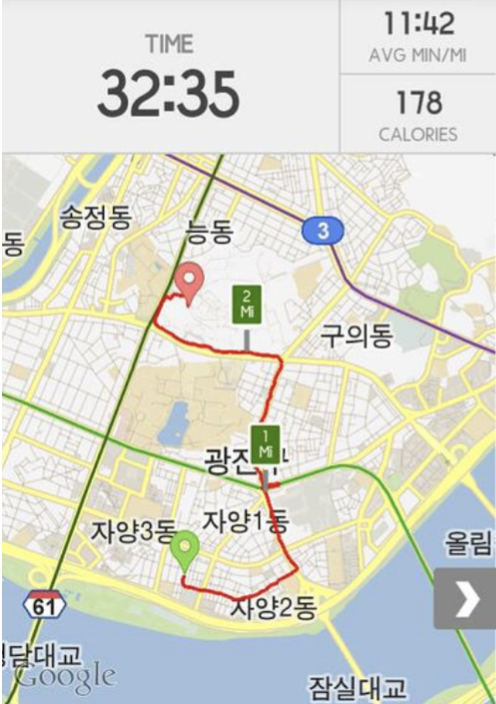 TIME
32:35
11:42
AVG MIN/MI
178
CALORIES
송정동
능동
3
동
2
Mi
구의동
1
Mi
자양3동
자양1동
올림
61
자양2동
담대교
Google
잠실대교